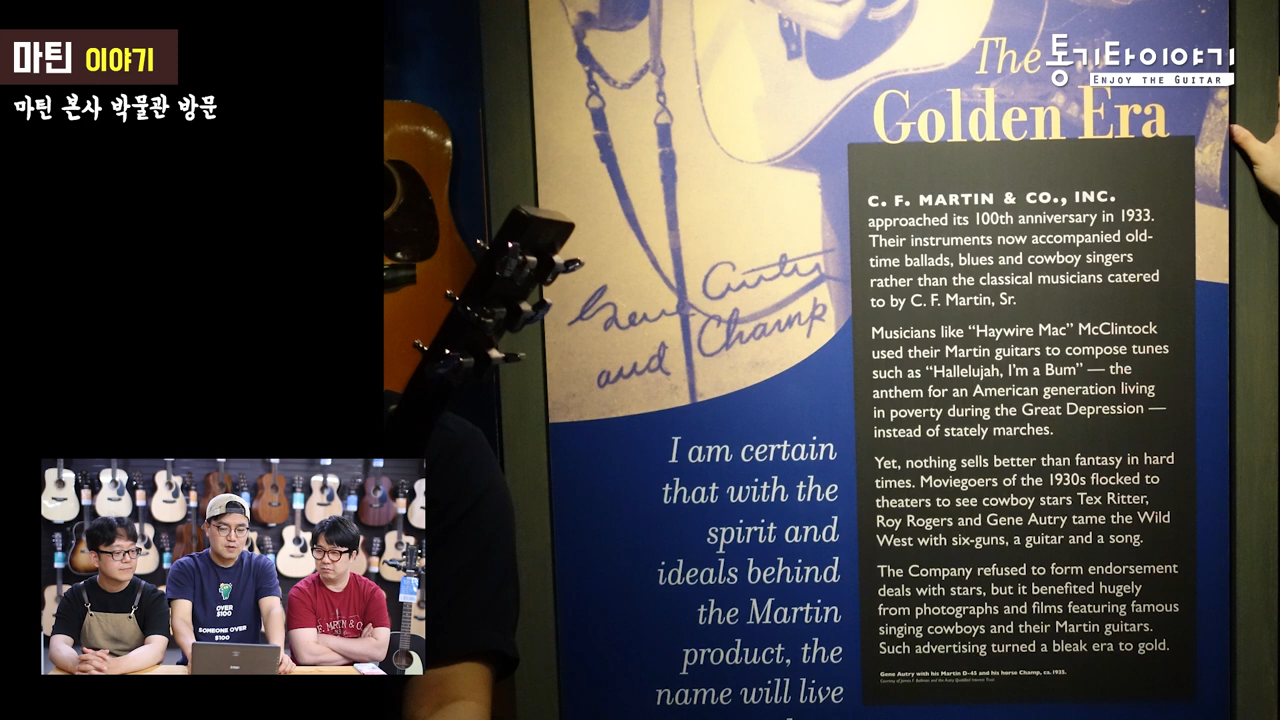 마틴 이야기
마틴 본사 박물관 방문
통기타이야기
ENJOY THE GUITAR
The
Golden Era
C. F. MARTIN & CO., INC.
approached its 100th anniversary in 1933.
Their instruments now accompanied old-
time ballads, blues and cowboy singers
rather than the classical musicians catered
to by C. F. Martin, Sr.
Musicians like “Haywire Mac” McClintock
used their Martin guitars to compose tunes
such as “Hallelujah, I’m a Bum” — the
anthem for an American generation living
in poverty during the Great Depression —
instead of stately marches.
Yet, nothing sells better than fantasy in hard
times. Moviegoers of the 1930s flocked to
theaters to see cowboy stars Tex Ritter,
Roy Rogers and Gene Autry tame the Wild
West with six-guns, a guitar and a song.
The Company refused to form endorsement
deals with stars, but it benefited hugely
from photographs and films featuring famous
singing cowboys and their Martin guitars.
Such advertising turned a bleak era to gold.
Gene Autry with his Martin D-45 and his horse Champ, ca. 1935.
Gene Autry
and Champ
I am certain
that with the
spirit and
ideals behind
the Martin
product, the
name will live
OVER
$100
SOMEONE OVER
$100